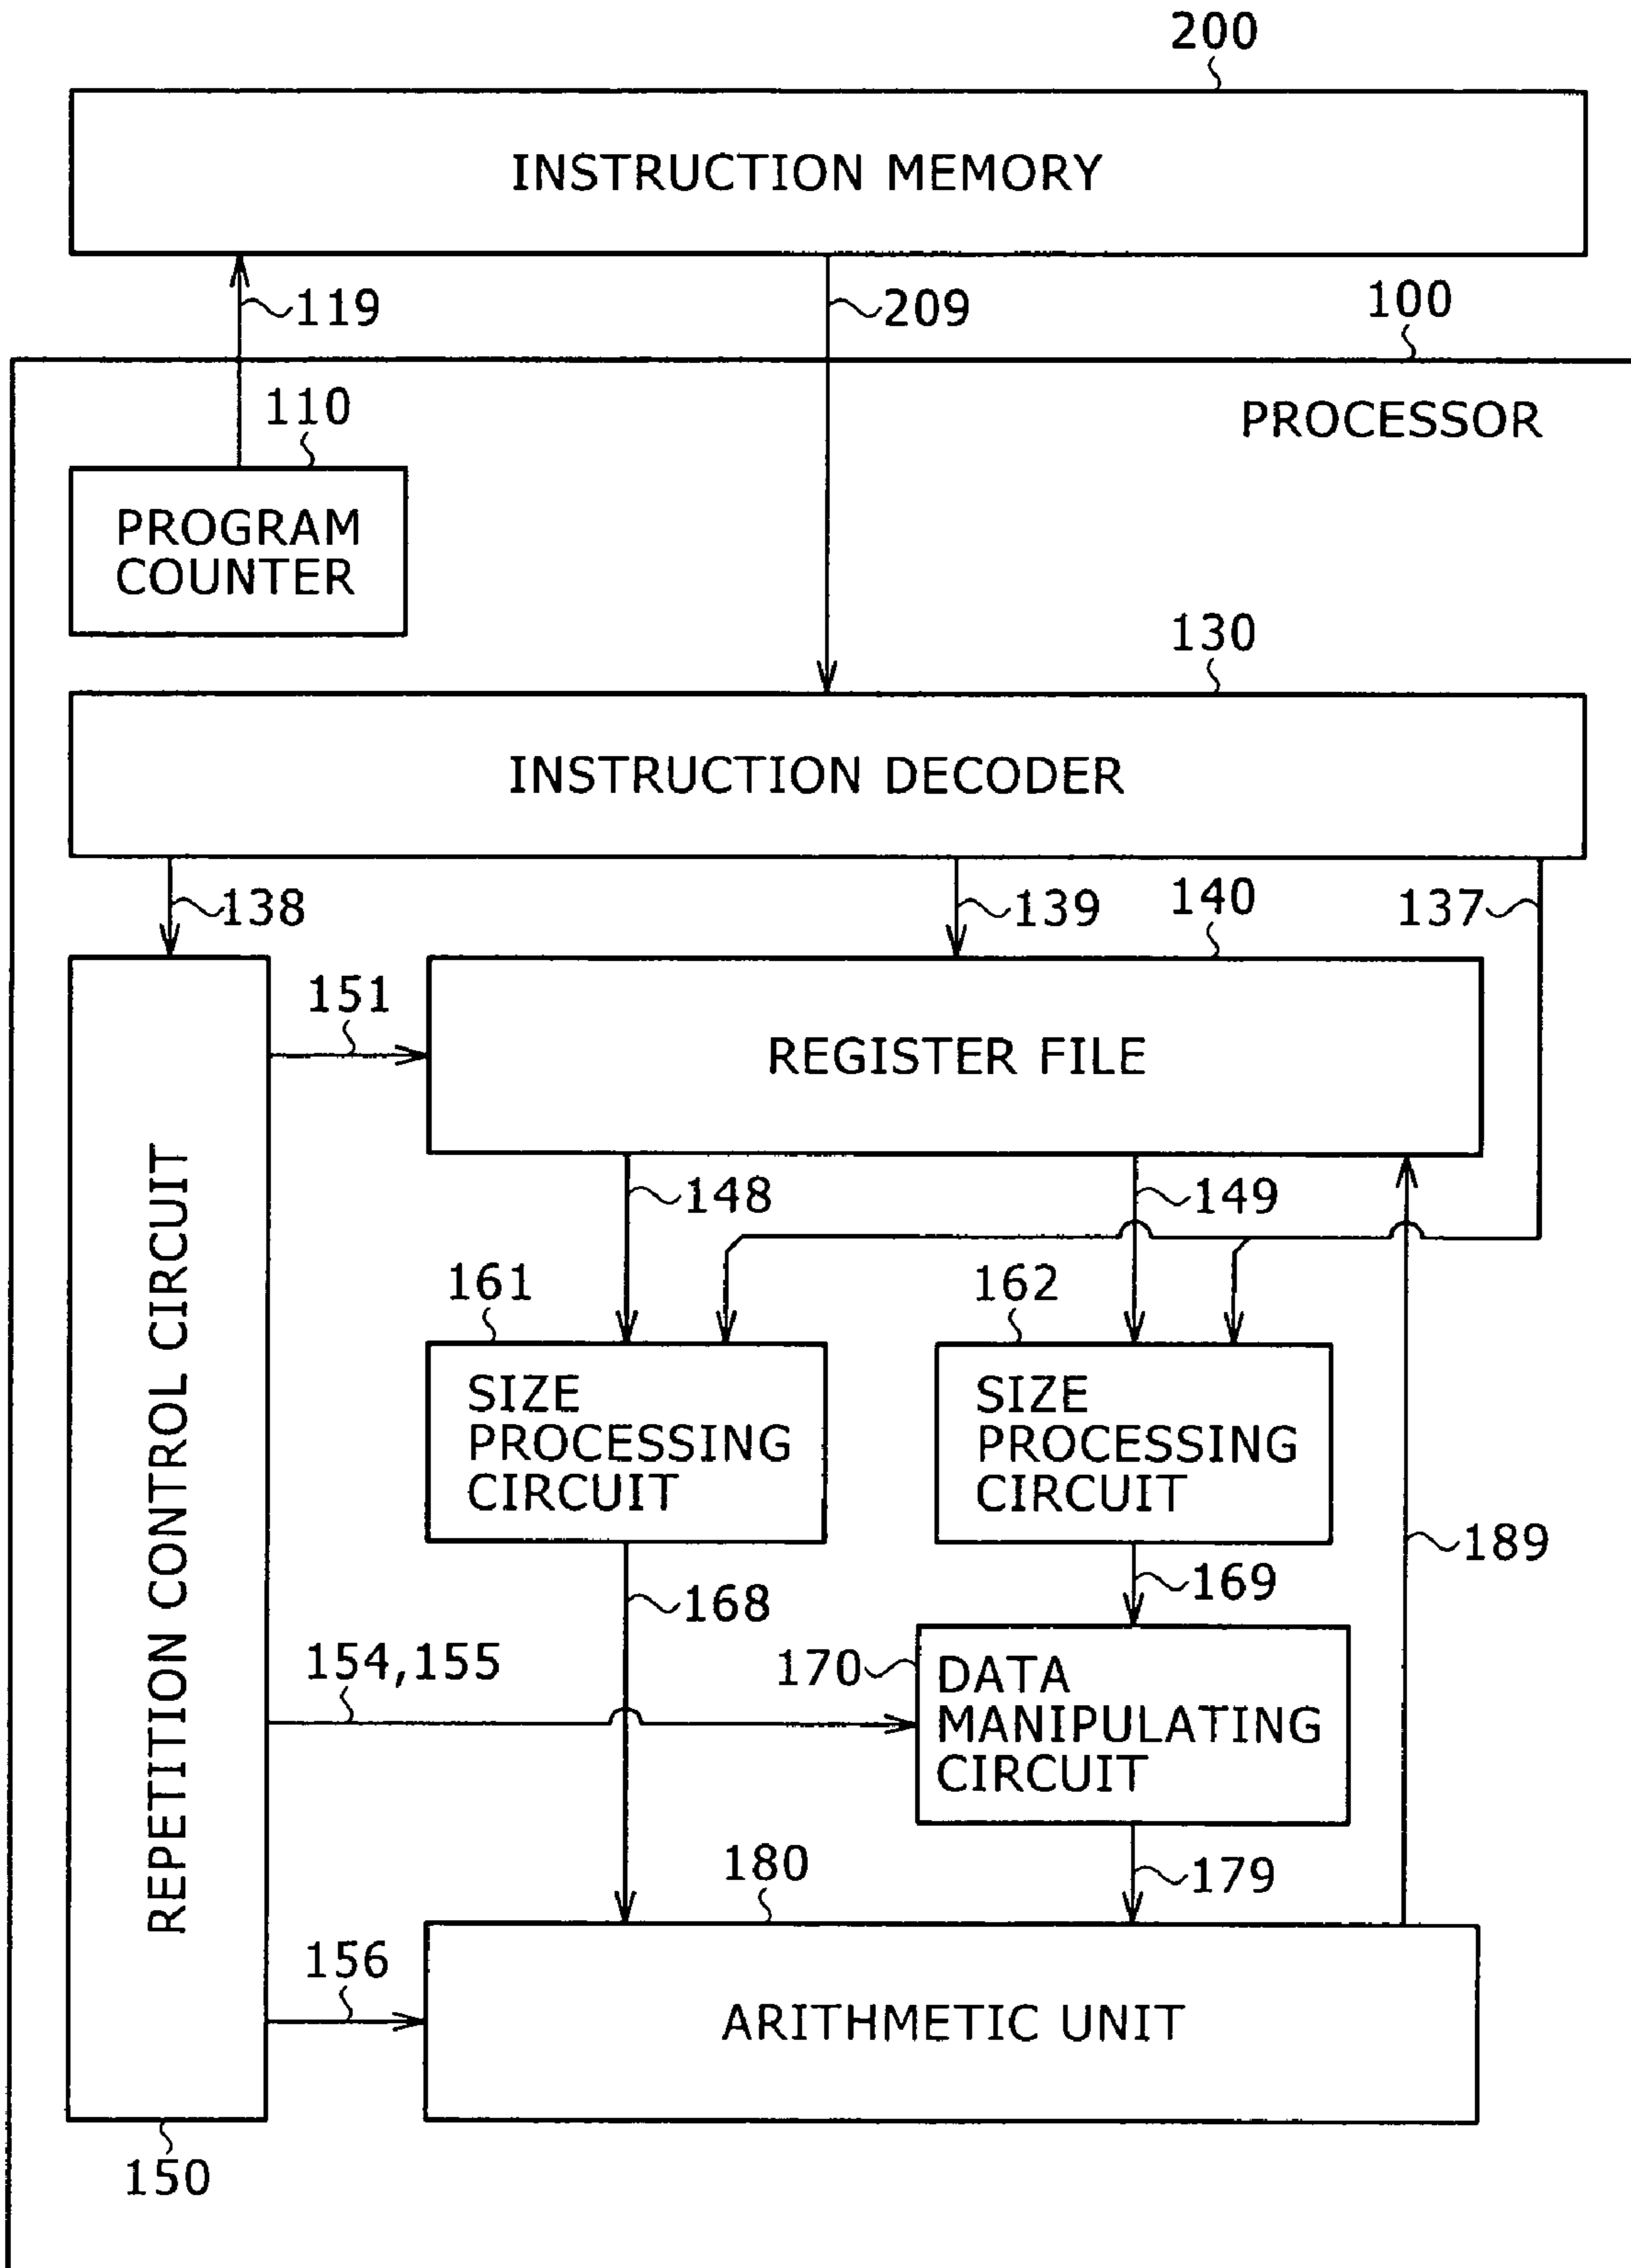 200
INSTRUCTION MEMORY
119
209
100
PROCESSOR
110
PROGRAM
COUNTER
130
INSTRUCTION DECODER
138
139
140
137
151
REGISTER FILE
148
149
161
162
SIZE
PROCESSING
CIRCUIT
SIZE
PROCESSING
CIRCUIT
189
168
169
154,155
170
DATA
MANIPULATING
CIRCUIT
180
179
156
ARITHMETIC UNIT
REPETITION CONTROL CIRCUIT
150